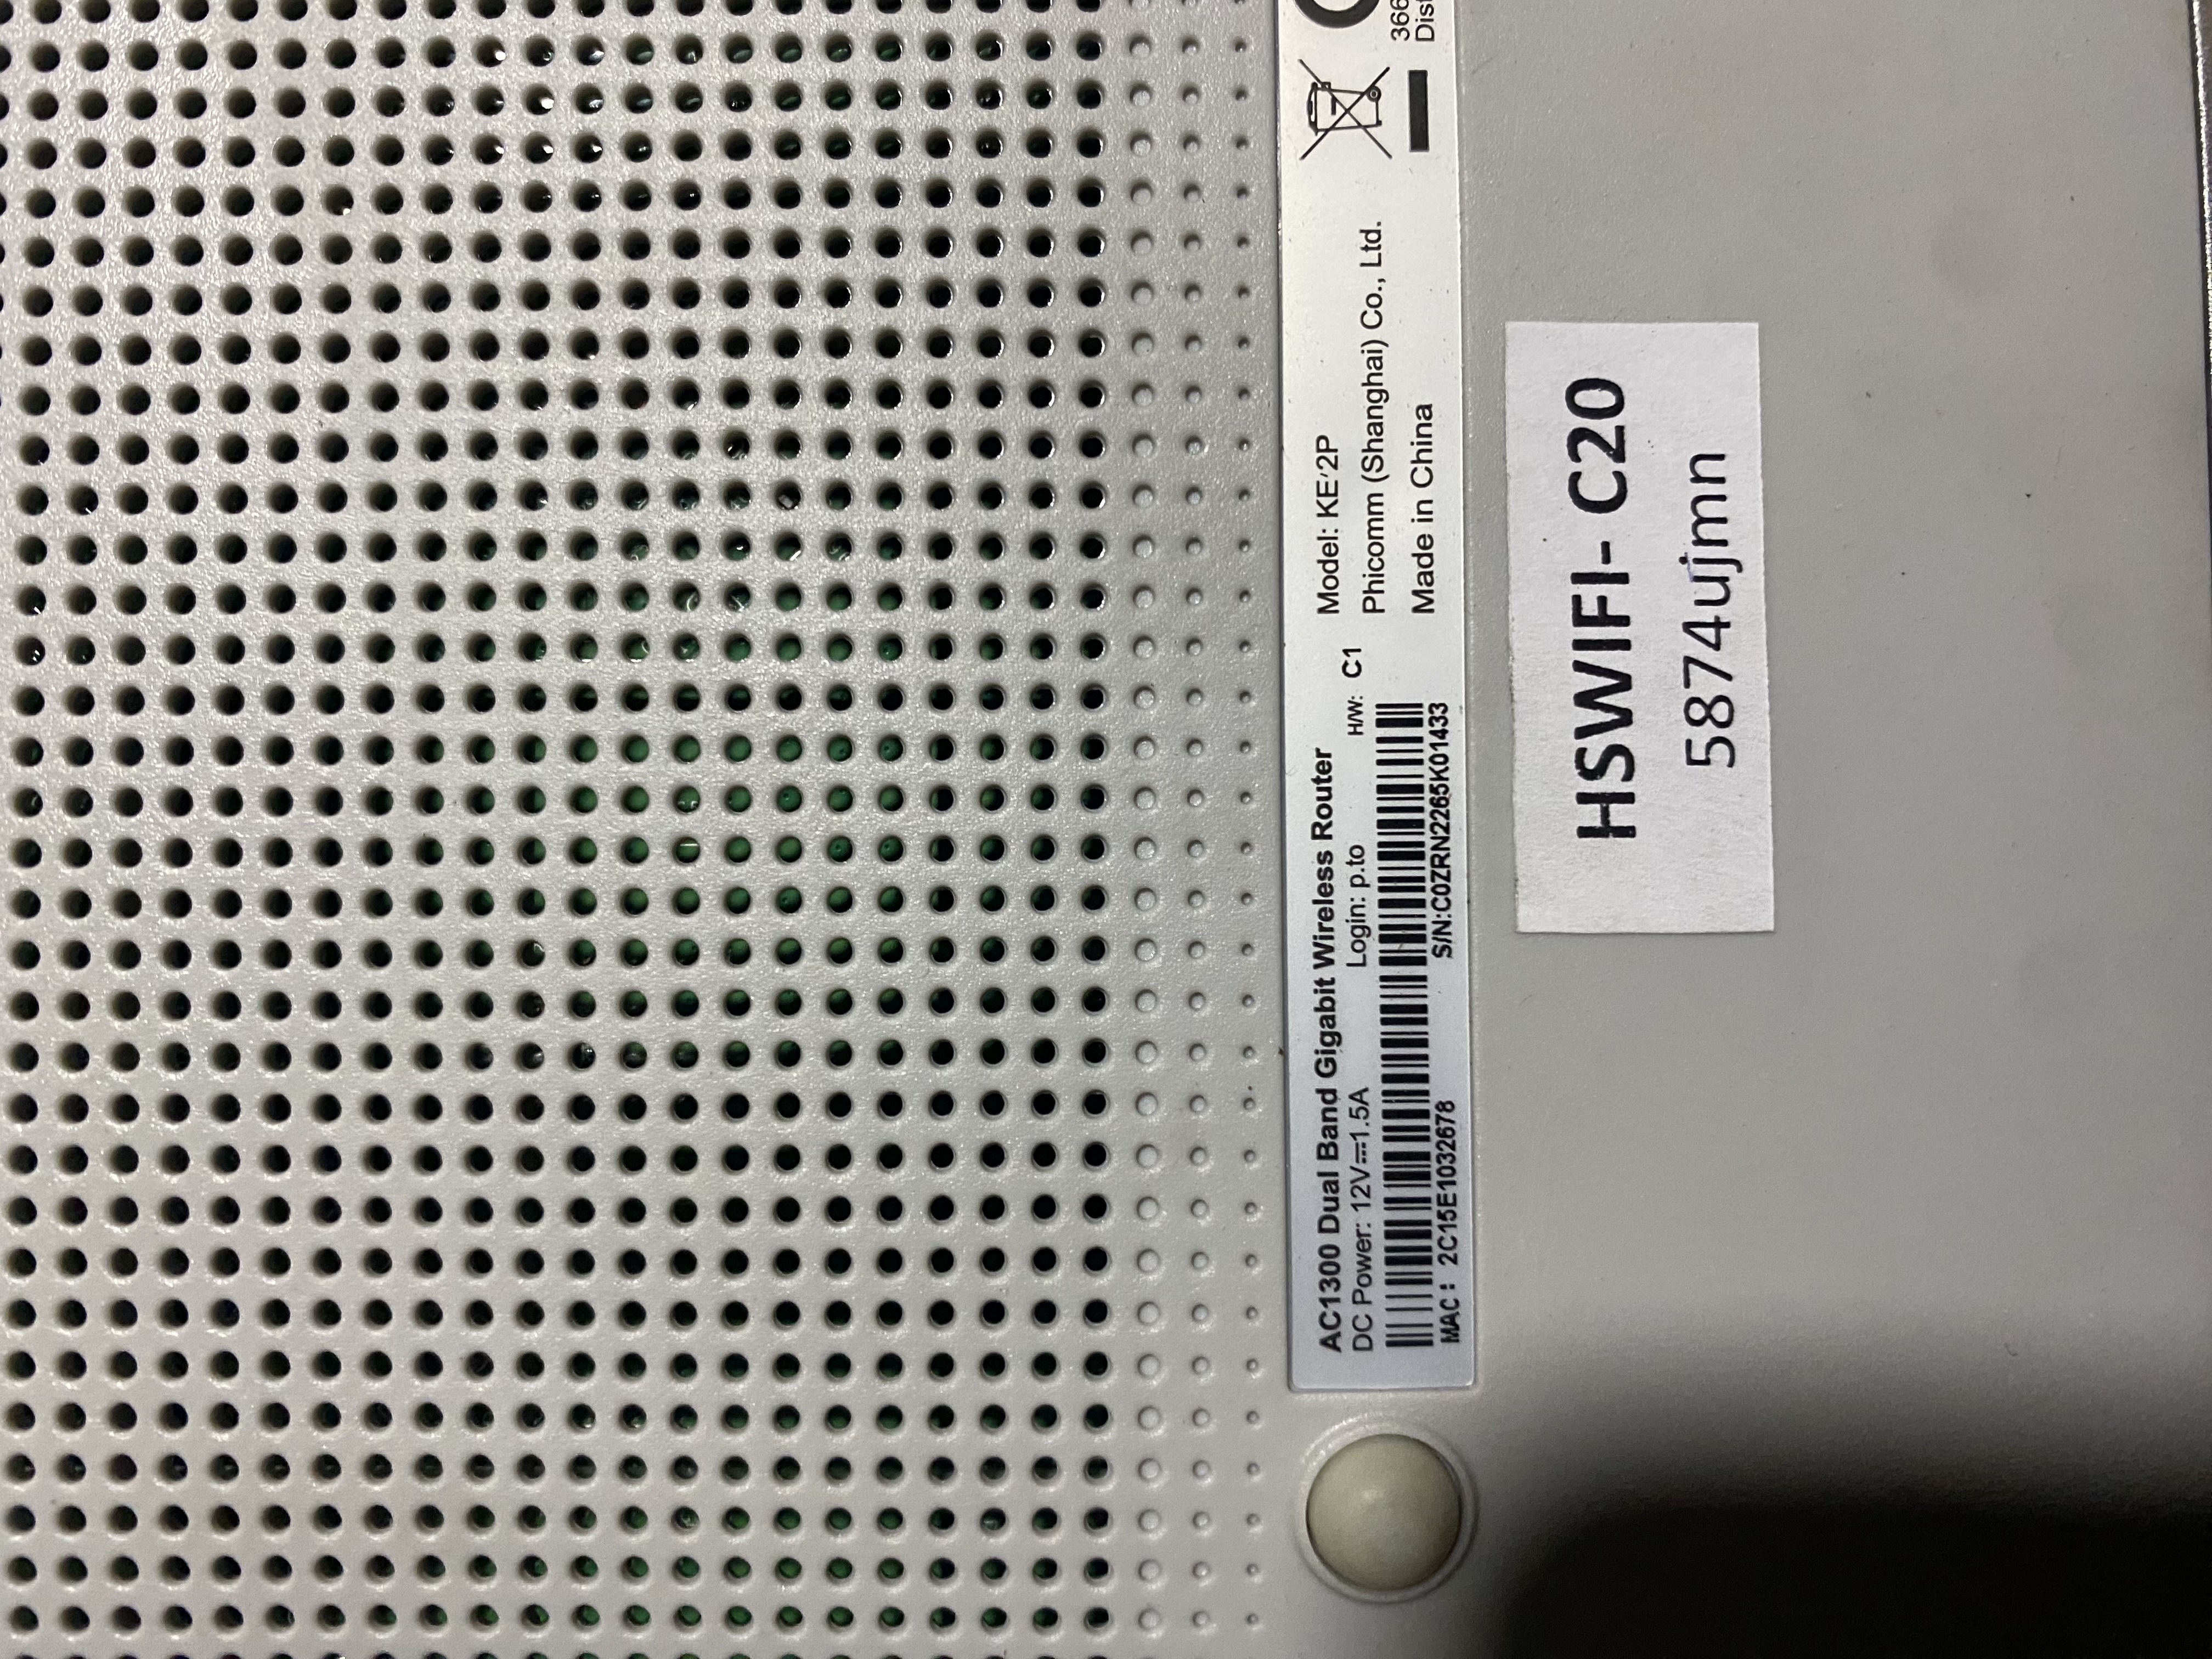 AC1300 Dual Band Gigabit Wireless Router
DC Power: 12V⎓1.5A Login: p.to H/W: C1
MAC: 2C15E1032678 S/N:C0ZRN2265K01433
Model: KE 2P
Phicomm (Shanghai) Co., Ltd.
Made in China
366
HSWIFI- C20
5874ujmn